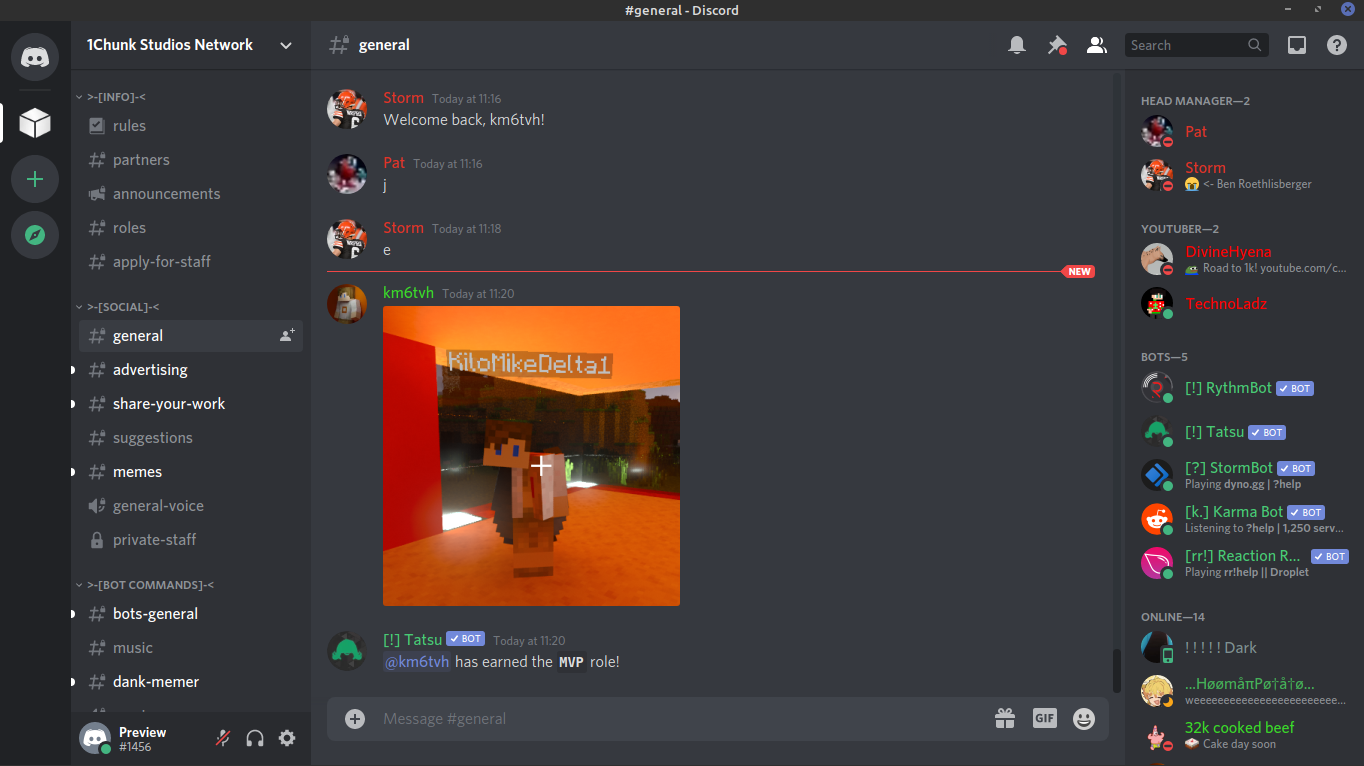 #general - Discord
1Chunk Studios Network
general
Search
>-[INFO]-<
rules
partners
announcements
roles
apply-for-staff
>-[SOCIAL]-<
general
advertising
share-your-work
suggestions
memes
general-voice
private-staff
>-[BOT COMMANDS]-<
bots-general
music
dank-memer
Preview
#1456
Storm Today at 11:16
Welcome back, km6tvh!
Pat Today at 11:16
j
Storm Today at 11:18
e
NEW
km6tvh Today at 11:20
KiloMikeDelta1
[!] Tatsu ✓ BOT Today at 11:20
@km6tvh has earned the MVP role!
Message #general
GIF
HEAD MANAGER—2
Pat
Storm
😭 <- Ben Roethlisberger
YOUTUBER—2
DivineHyena
Road to 1k! youtube.com/c...
TechnoLadz
BOTS—5
[!] RythmBot ✓ BOT
[!] Tatsu ✓ BOT
[?] StormBot ✓ BOT
Playing dyno.gg | ?help
[k.] Karma Bot ✓ BOT
Listening to ?help | 1,250 serv...
[rr!] Reaction R... ✓ BOT
Playing rr!help || Droplet
ONLINE—14
! ! ! ! ! Dark
...HøømåπPø†å†ø...
weeeeeeeeeeeeeeeeeeeeeeee...
32k cooked beef
🍰 Cake day soon